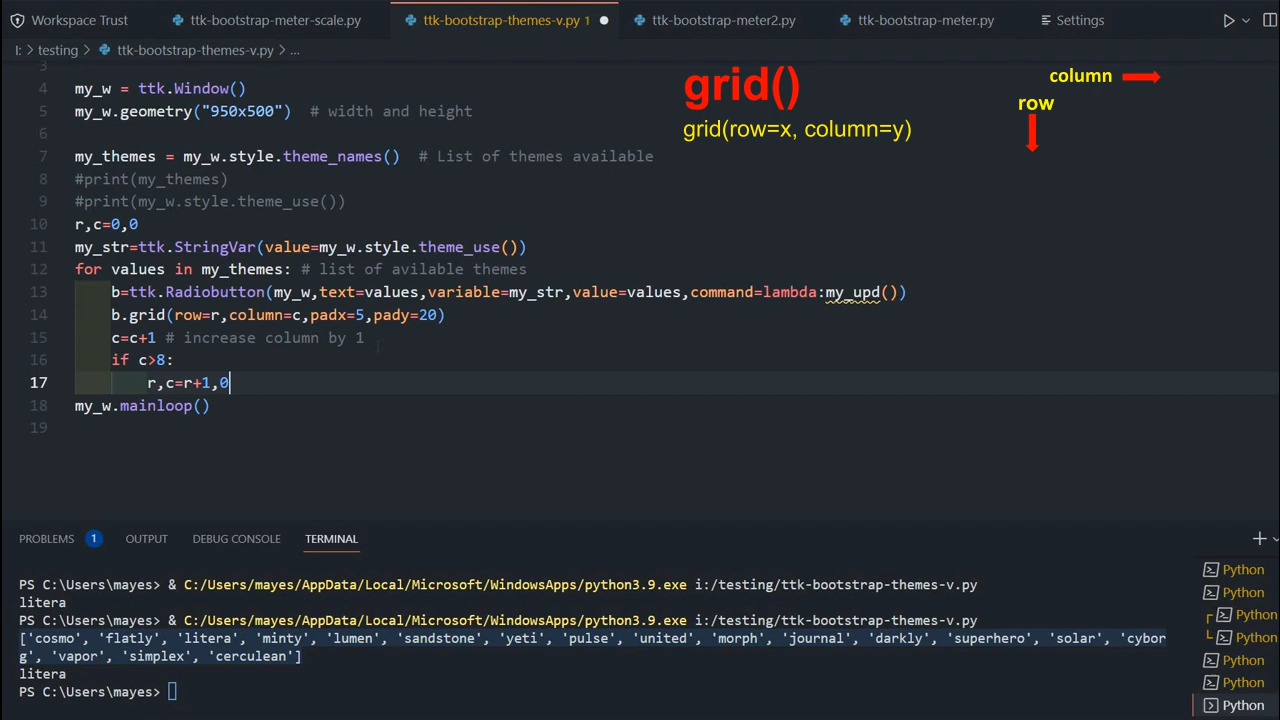 Workspace Trust
ttk-bootstrap-meter-scale.py
ttk-bootstrap-themes-v.py 1
ttk-bootstrap-meter2.py
ttk-bootstrap-meter.py
Settings
I: > testing > ttk-bootstrap-themes-v.py > ...
grid()
grid(row=x, column=y)
column
row
3
4 my_w = ttk.Window()
5 my_w.geometry("950x500")  # width and height
6
7 my_themes = my_w.style.theme_names()  # List of themes available
8 #print(my_themes)
9 #print(my_w.style.theme_use())
10 r,c=0,0
11 my_str=ttk.StringVar(value=my_w.style.theme_use())
12 for values in my_themes: # list of avilable themes
13     b=ttk.Radiobutton(my_w,text=values,variable=my_str,value=values,command=lambda:my_upd())
14     b.grid(row=r,column=c,padx=5,pady=20)
15     c=c+1 # increase column by 1
16     if c>8:
17         r,c=r+1,0
18 my_w.mainloop()
19
PROBLEMS 1 OUTPUT DEBUG CONSOLE TERMINAL
PS C:\Users\mayes> & C:/Users/mayes/AppData/Local/Microsoft/WindowsApps/python3.9.exe i:/testing/ttk-bootstrap-themes-v.py
litera
PS C:\Users\mayes> & C:/Users/mayes/AppData/Local/Microsoft/WindowsApps/python3.9.exe i:/testing/ttk-bootstrap-themes-v.py
['cosmo', 'flatly', 'litera', 'minty', 'lumen', 'sandstone', 'yeti', 'pulse', 'united', 'morph', 'journal', 'darkly', 'superhero', 'solar', 'cybor
g', 'vapor', 'simplex', 'cerculean']
litera
PS C:\Users\mayes>
Python
Python
Python
Python
Python
Python
Python